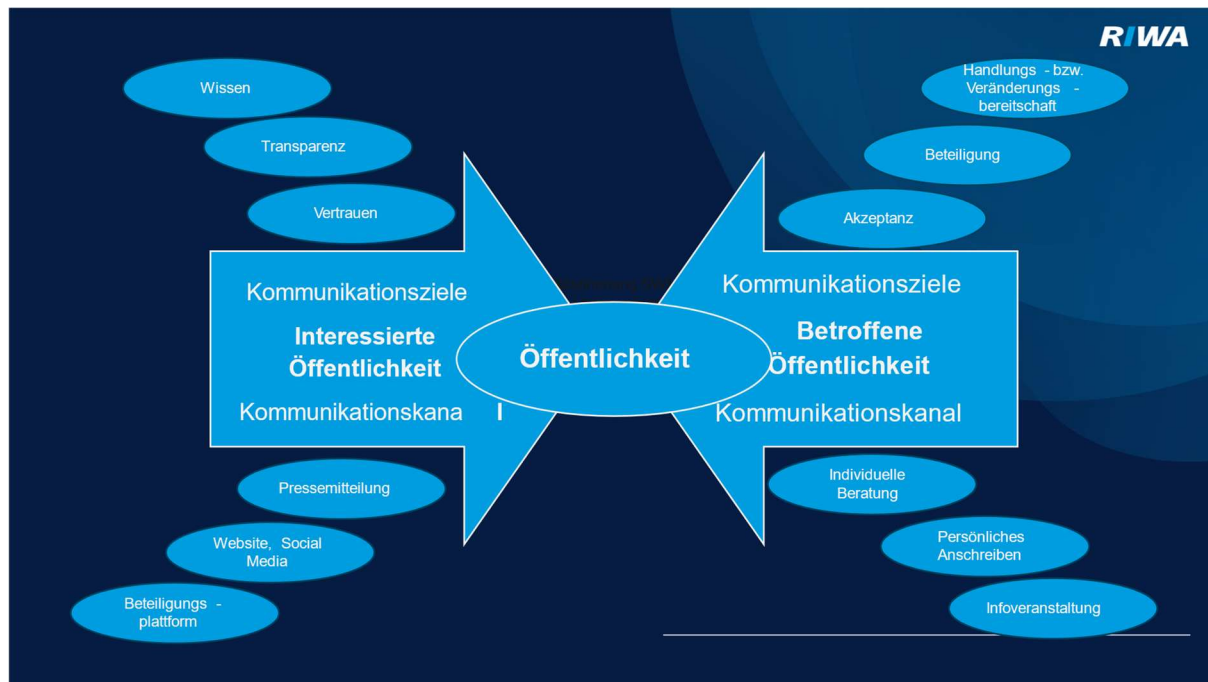 RIWA
Wissen
Transparenz
Vertrauen
Handlungs - bzw.
Veränderungs -
bereitschaft
Beteiligung
Akzeptanz
Kommunikationsziele
Interessierte
Öffentlichkeit
Kommunikationskana l
Öffentlichkeit
Kommunikationsziele
Betroffene
Öffentlichkeit
Kommunikationskanal
Pressemitteilung
Website, Social
Media
Beteiligungs -
plattform
Individuelle
Beratung
Persönliches
Anschreiben
Infoveranstaltung